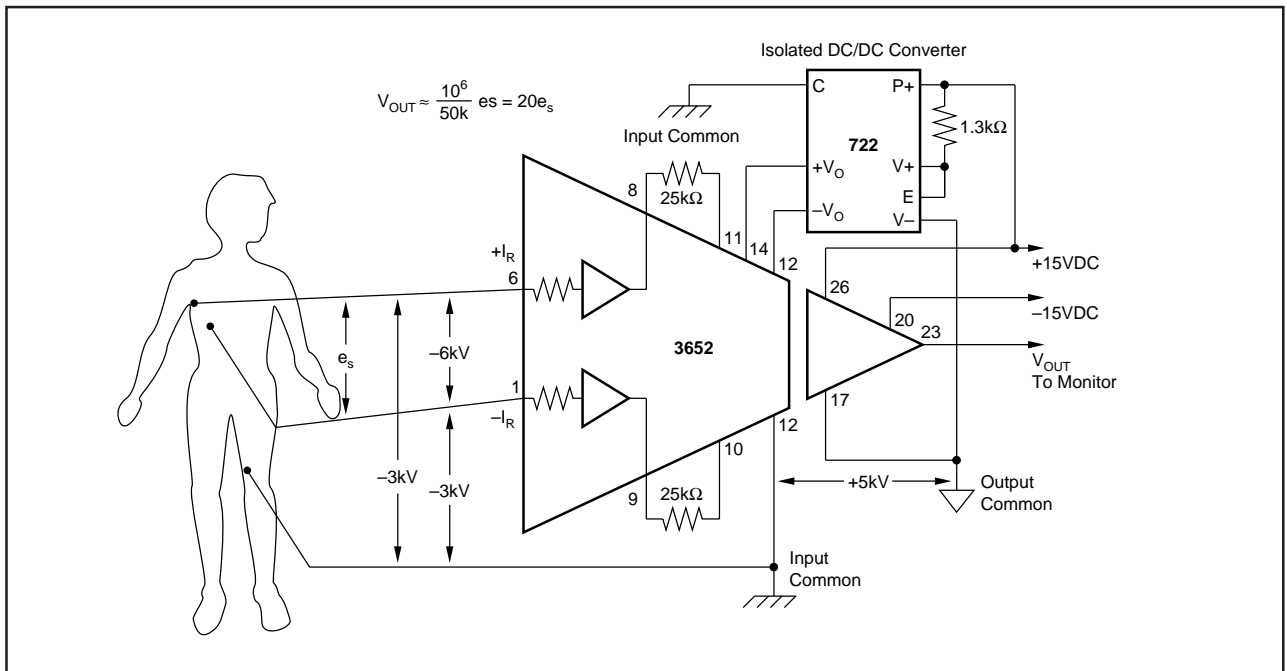 Isolated DC/DC Converter
V_OUT ≈ 10^6/50k es = 20e_s
C
P+
1.3kΩ
Input Common
722
+V_O
V+
E
–V_O
V–
8
25kΩ
11
14
12
+I_R
6
+15VDC
26
–15VDC
20
23
3652
e_s
–6kV
V_OUT
To Monitor
1
–I_R
17
12
10
–3kV
–3kV
+5kV
Output
Common
9
25kΩ
Input
Common